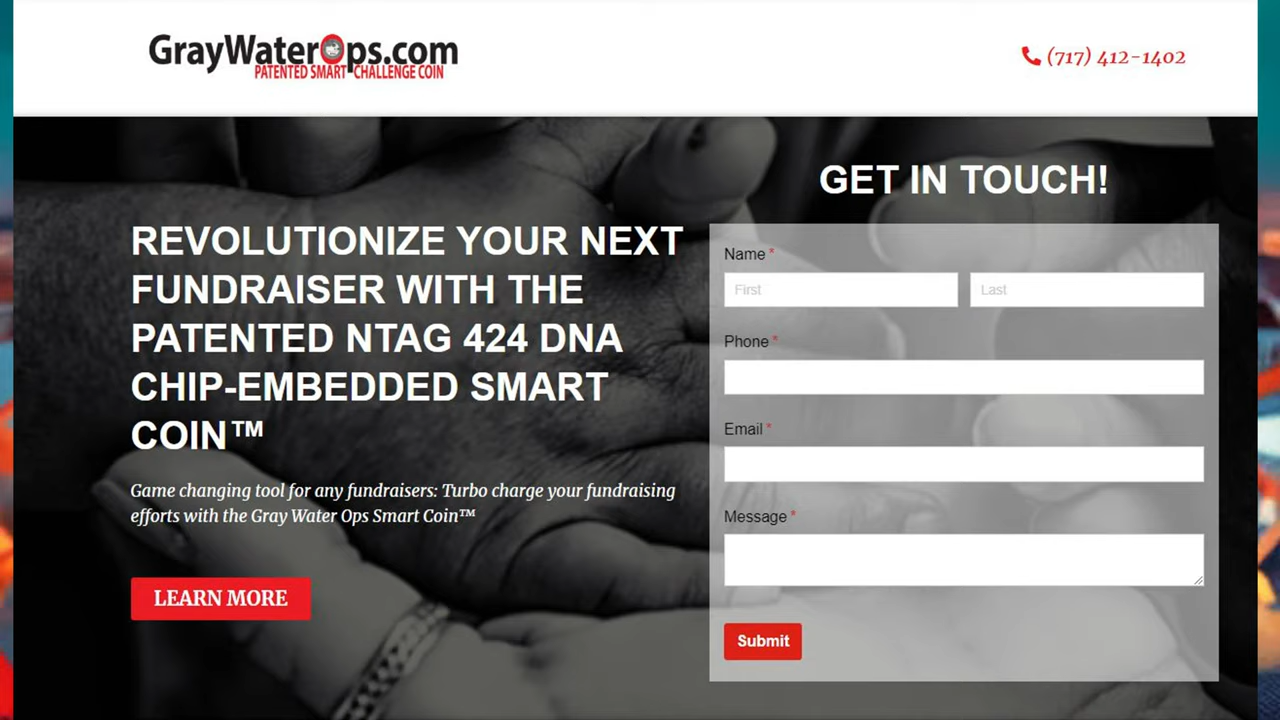 GrayWaterOps.com
PATENTED SMART CHALLENGE COIN
(717) 412-1402
REVOLUTIONIZE YOUR NEXT
FUNDRAISER WITH THE
PATENTED NTAG 424 DNA
CHIP-EMBEDDED SMART
COIN™
Game changing tool for any fundraisers: Turbo charge your fundraising
efforts with the Gray Water Ops Smart Coin™
LEARN MORE
GET IN TOUCH!
Name *
First Last
Phone *
Email *
Message *
Submit